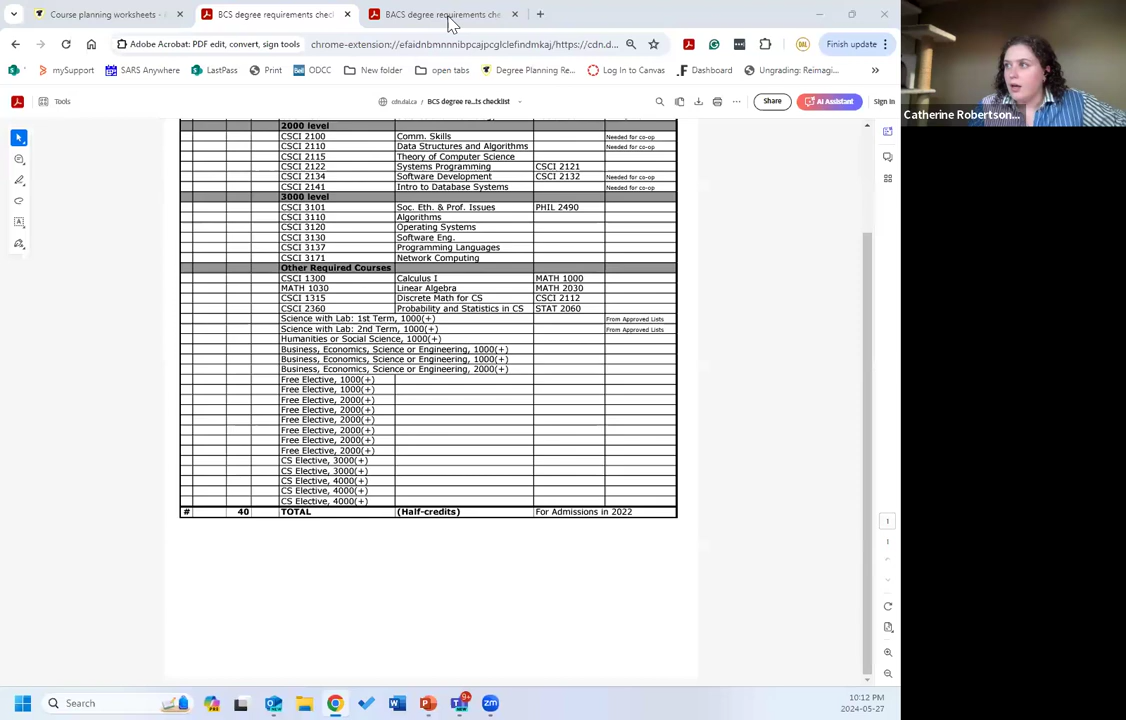 Course planning worksheets -
BCS degree requirements chec
BACS degree requirements che
Adobe Acrobat: PDF edit, convert, sign tools
chrome-extension://efaidnbmnnnibpcajpcglclefindmkaj/https://cdn.d...
DAL
Finish update
mySupport
SARS Anywhere
LastPass
Print
ODCC
New folder
open tabs
Degree Planning Re...
Log In to Canvas
Dashboard
Ungrading: Reimagi...
Tools
cdn.dal.ca / BCS degree re...ts checklist
Share
AI Assistant
Sign In
Catherine Robertson...
2000 level
CSCI 2100 Comm. Skills Needed for co-op
CSCI 2110 Data Structures and Algorithms Needed for co-op
CSCI 2115 Theory of Computer Science
CSCI 2122 Systems Programming CSCI 2121
CSCI 2134 Software Development CSCI 2132 Needed for co-op
CSCI 2141 Intro to Database Systems Needed for co-op
3000 level
CSCI 3101 Soc. Eth. & Prof. Issues PHIL 2490
CSCI 3110 Algorithms
CSCI 3120 Operating Systems
CSCI 3130 Software Eng.
CSCI 3137 Programming Languages
CSCI 3171 Network Computing
Other Required Courses
CSCI 1300 Calculus I MATH 1000
MATH 1030 Linear Algebra MATH 2030
CSCI 1315 Discrete Math for CS CSCI 2112
CSCI 2360 Probability and Statistics in CS STAT 2060
Science with Lab: 1st Term, 1000(+) From Approved Lists
Science with Lab: 2nd Term, 1000(+) From Approved Lists
Humanities or Social Science, 1000(+)
Business, Economics, Science or Engineering, 1000(+)
Business, Economics, Science or Engineering, 1000(+)
Business, Economics, Science or Engineering, 2000(+)
Free Elective, 1000(+)
Free Elective, 1000(+)
Free Elective, 2000(+)
Free Elective, 2000(+)
Free Elective, 2000(+)
Free Elective, 2000(+)
Free Elective, 2000(+)
Free Elective, 2000(+)
CS Elective, 3000(+)
CS Elective, 3000(+)
CS Elective, 4000(+)
CS Elective, 4000(+)
CS Elective, 4000(+)
# 40 TOTAL (Half-credits) For Admissions in 2022
1
1
Search
9+
zm
10:12 PM
2024-05-27